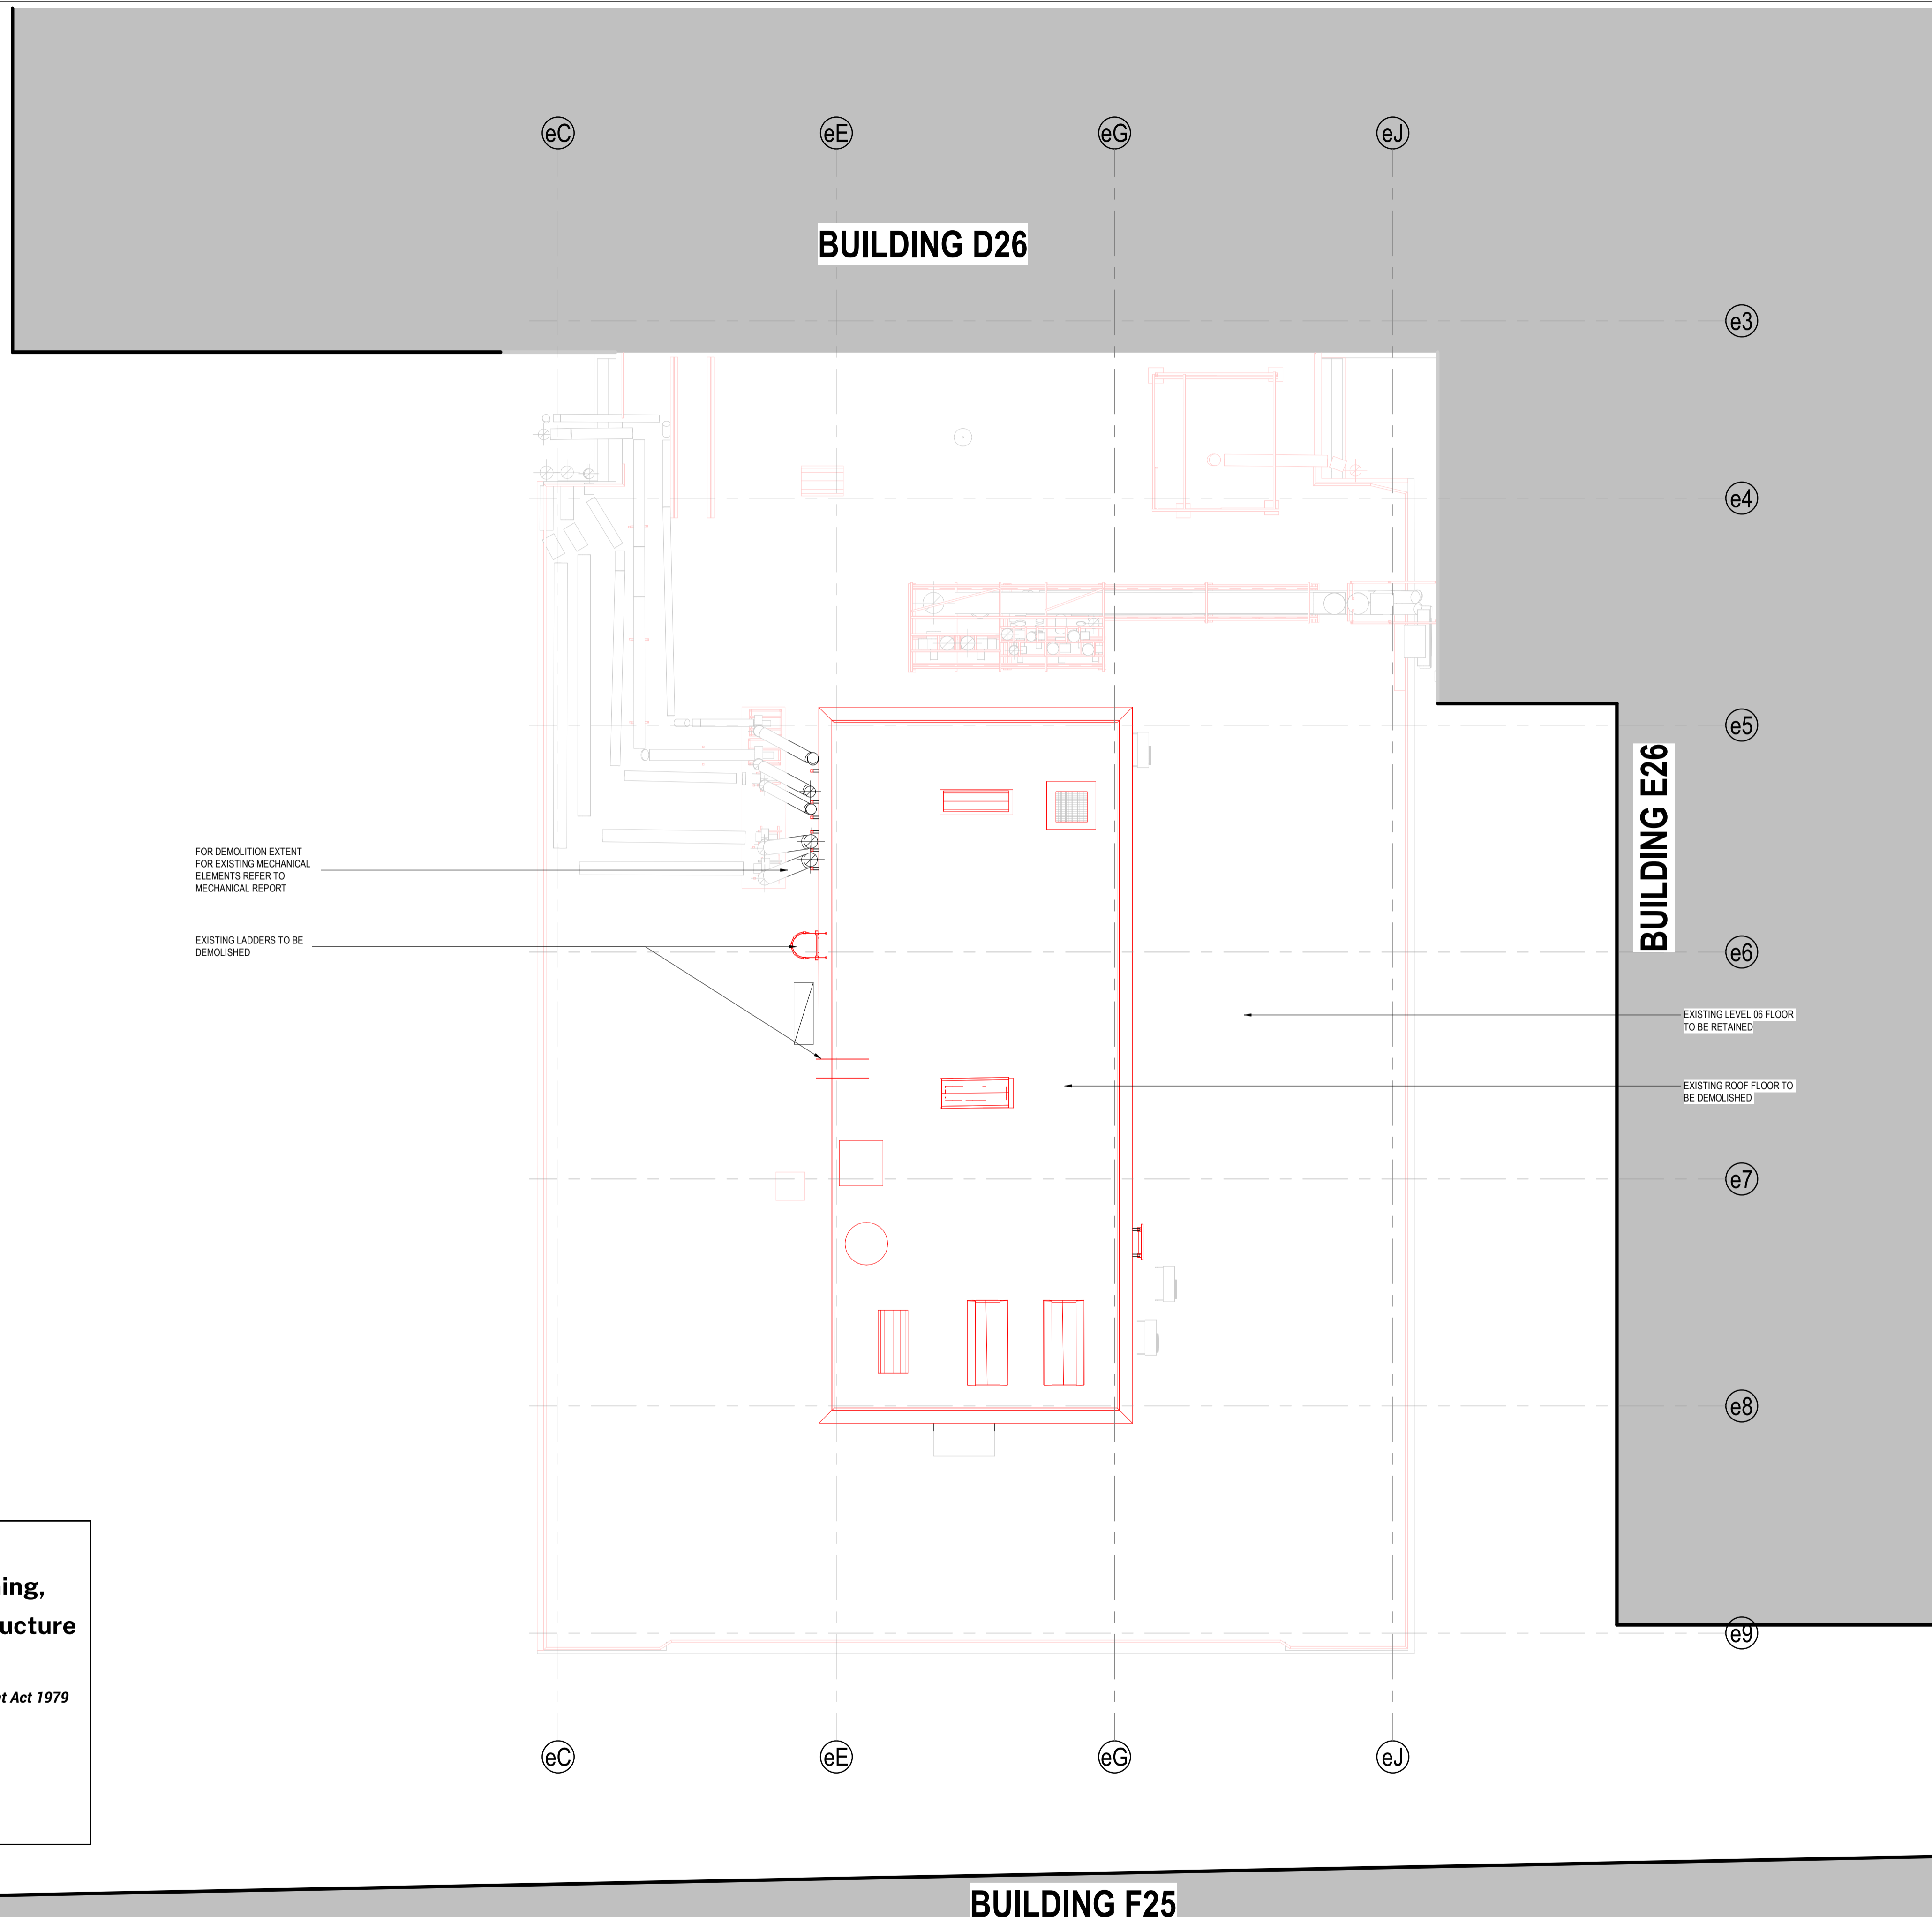 eC
eE
eG
eJ
BUILDING D26
e3
e4
e5
BUILDING E26
FOR DEMOLITION EXTENT
FOR EXISTING MECHANICAL
ELEMENTS REFER TO
MECHANICAL REPORT
EXISTING LADDERS TO BE
DEMOLISHED
e6
EXISTING LEVEL 06 FLOOR
TO BE RETAINED
EXISTING ROOF FLOOR TO
BE DEMOLISHED
e7
e8
ing,
ucture
e9
t Act 1979
eC
eE
eG
eJ
BUILDING F25